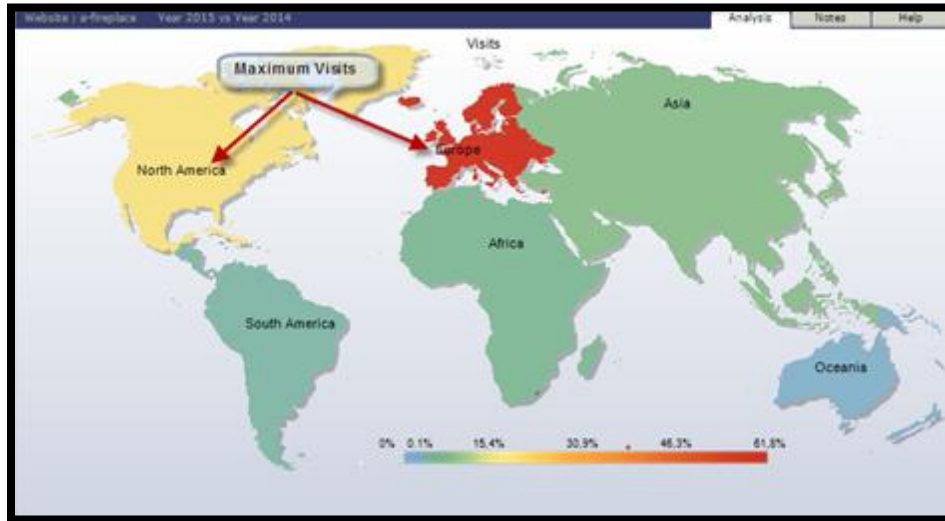 Website : a-fireplace Year 2015 vs Year 2014
Analysis Notes Help
Visits
Maximum Visits
Asia
Europe
North America
Africa
South America
Oceania
0% 0.1% 15,4% 30,9% 46,3% 61,8%